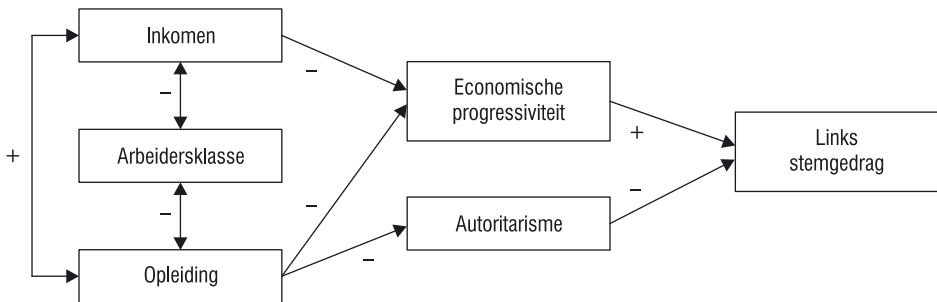 Inkomen
–
–
Economische
progressiviteit
+
Links
stemgedrag
+
Arbeidersklasse
–
–
–
Autoritarisme
–
Opleiding